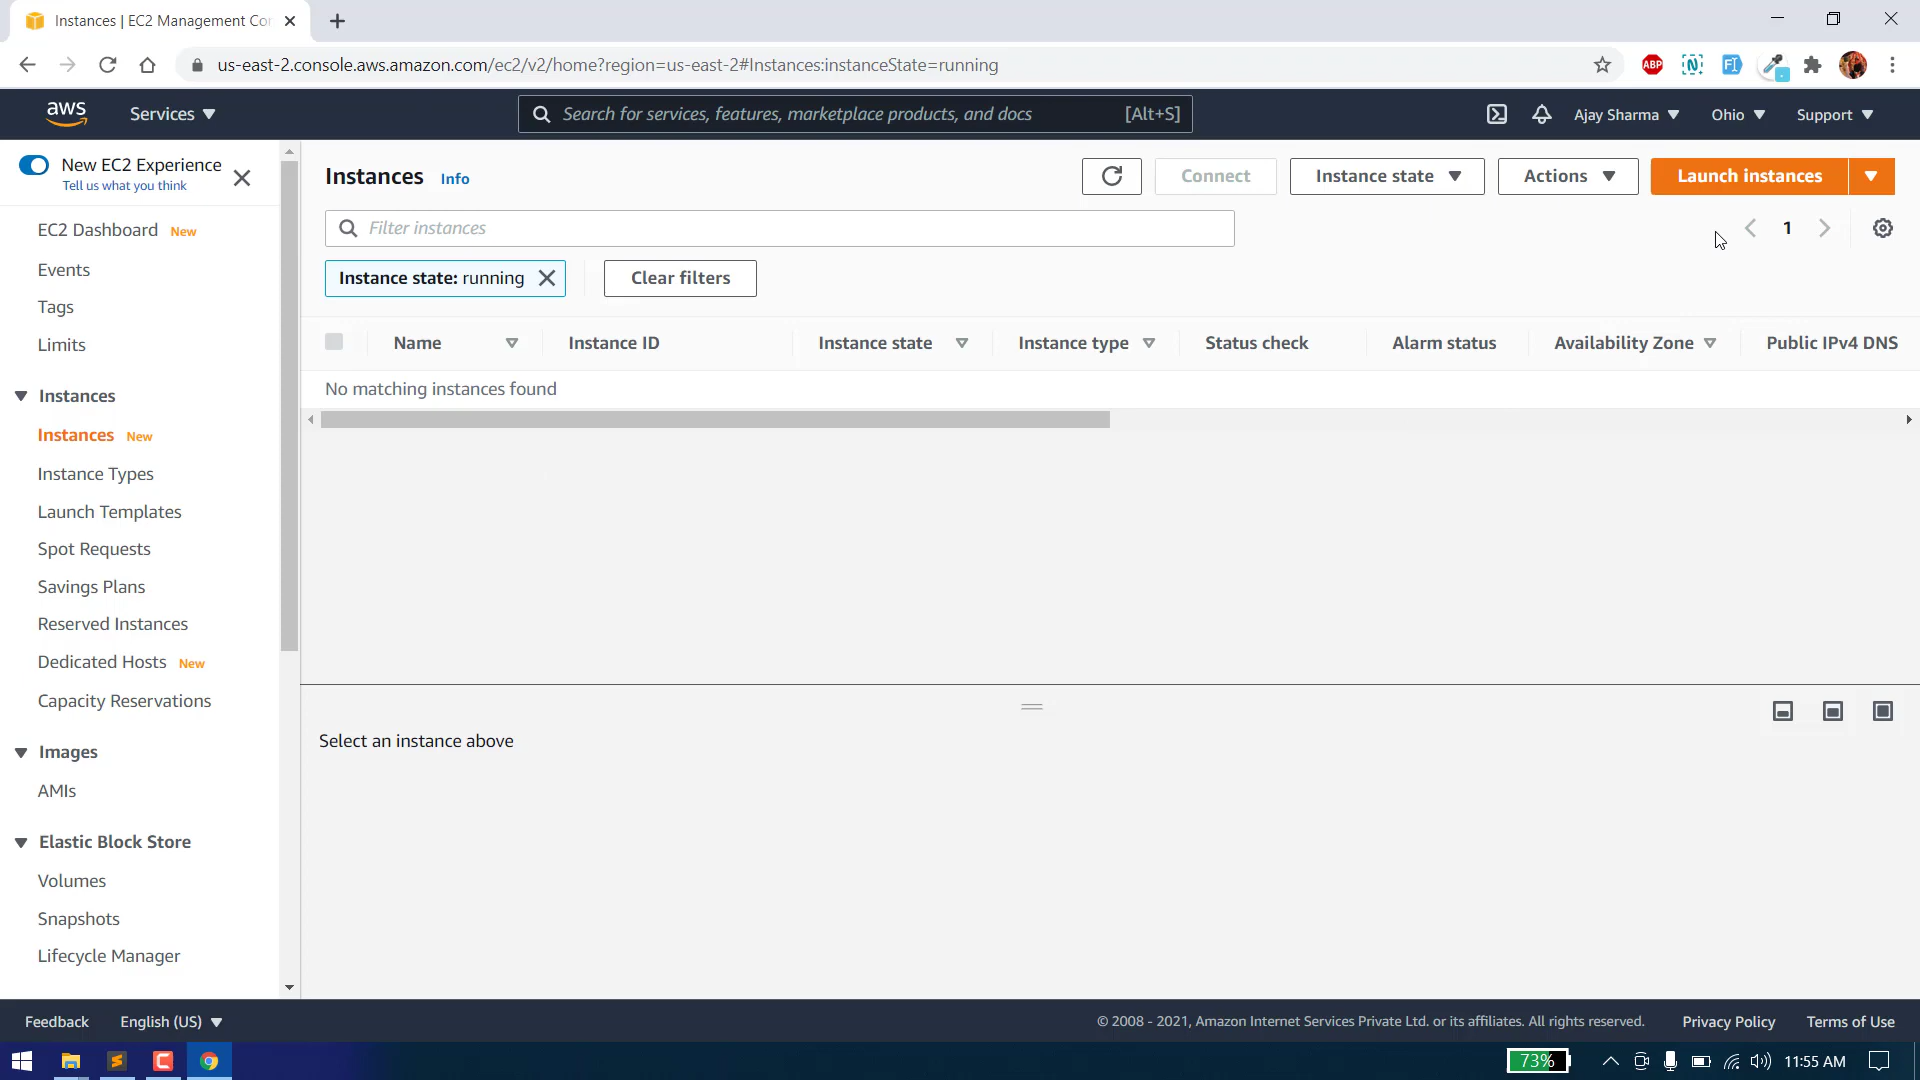 Instances | EC2 Management Co
us-east-2.console.aws.amazon.com/ec2/v2/home?region=us-east-2#Instances:instanceState=running
ABP
N
FI
aws
Services
Search for services, features, marketplace products, and docs
[Alt+S]
Ajay Sharma
Ohio
Support
New EC2 Experience
Tell us what you think
EC2 Dashboard New
Events
Tags
Limits
Instances
Instances New
Instance Types
Launch Templates
Spot Requests
Savings Plans
Reserved Instances
Dedicated Hosts New
Capacity Reservations
Images
AMIs
Elastic Block Store
Volumes
Snapshots
Lifecycle Manager
Instances Info
Connect
Instance state
Actions
Launch instances
Filter instances
1
Instance state: running
Clear filters
Name
Instance ID
Instance state
Instance type
Status check
Alarm status
Availability Zone
Public IPv4 DNS
No matching instances found
Select an instance above
Feedback
English (US)
© 2008 - 2021, Amazon Internet Services Private Ltd. or its affiliates. All rights reserved.
Privacy Policy
Terms of Use
73%
11:55 AM